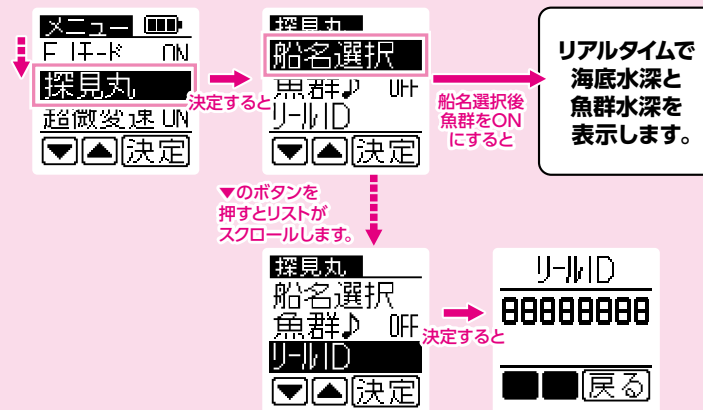 メニュー
FﾘﾓｰドON
探見丸
超微変速 ON
▼▲決定
決定すると
探見丸
船名選択
魚群♪ OFF
リールID
▼▲決定
船名選択後
魚群をON
にすると
リアルタイムで
海底水深と
魚群水深を
表示します。
▼のボタンを
押すとリストが
スクロールします。
探見丸
船名選択
魚群♪ OFF
リールID
▼▲決定
決定すると
リールID
88888888
戻る